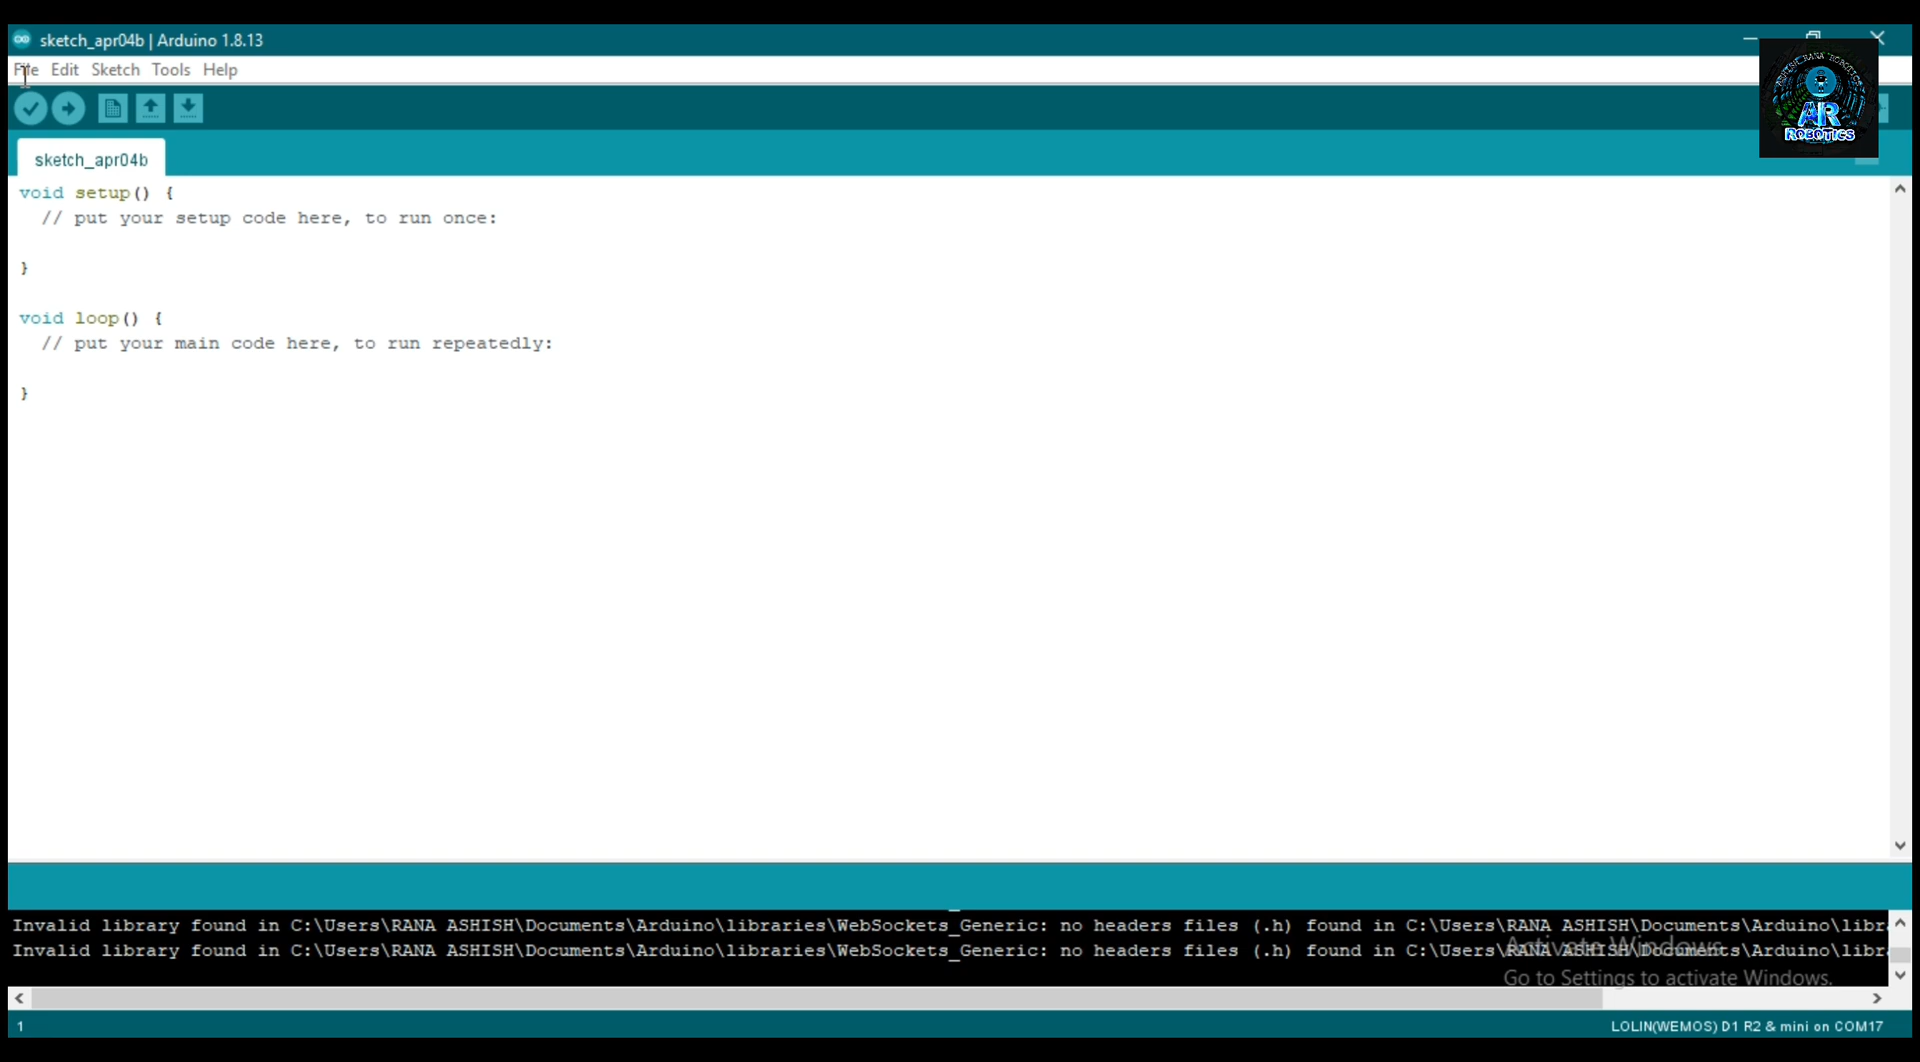 sketch_apr04b | Arduino 1.8.13
File Edit Sketch Tools Help
AR
ROBOTICS
sketch_apr04b
void setup() {
  // put your setup code here, to run once:
}
void loop() {
  // put your main code here, to run repeatedly:
}
Invalid library found in C:\Users\RANA ASHISH\Documents\Arduino\libraries\WebSockets_Generic: no headers files (.h) found in C:\Users\RANA ASHISH\Documents\Arduino\libr
Invalid library found in C:\Users\RANA ASHISH\Documents\Arduino\libraries\WebSockets_Generic: no headers files (.h) found in C:\Users\RANA ASHISH\Documents\Arduino\libr
Activate Windows
Go to Settings to activate Windows.
1
LOLIN(WEMOS) D1 R2 & mini on COM17